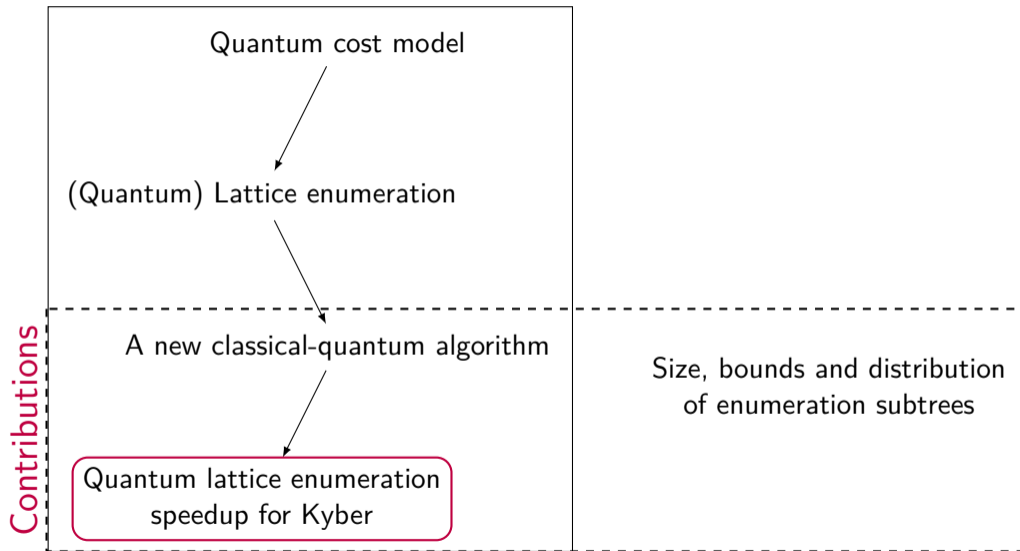 Quantum cost model
(Quantum) Lattice enumeration
Contributions
A new classical-quantum algorithm
Size, bounds and distribution
of enumeration subtrees
Quantum lattice enumeration
speedup for Kyber